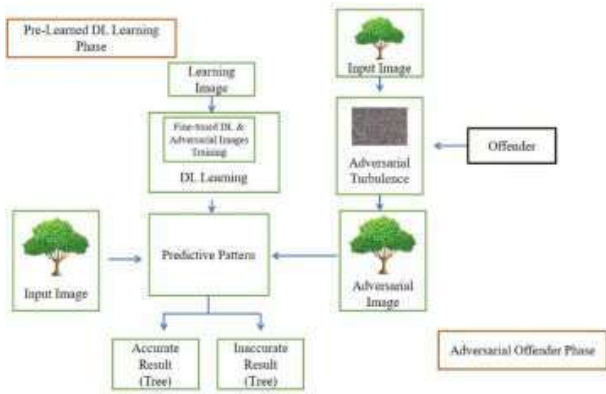 Pre-Learned DL Learning
Phase
Learning
Image
Fine-tuned DL &
Adversarial Images
Training
DL Learning
Input Image
Predictive Pattern
Accurate
Result
(Tree)
Inaccurate
Result
(Tree)
Input Image
Adversarial
Turbulence
Offender
Adversarial
Image
Adversarial Offender Phase